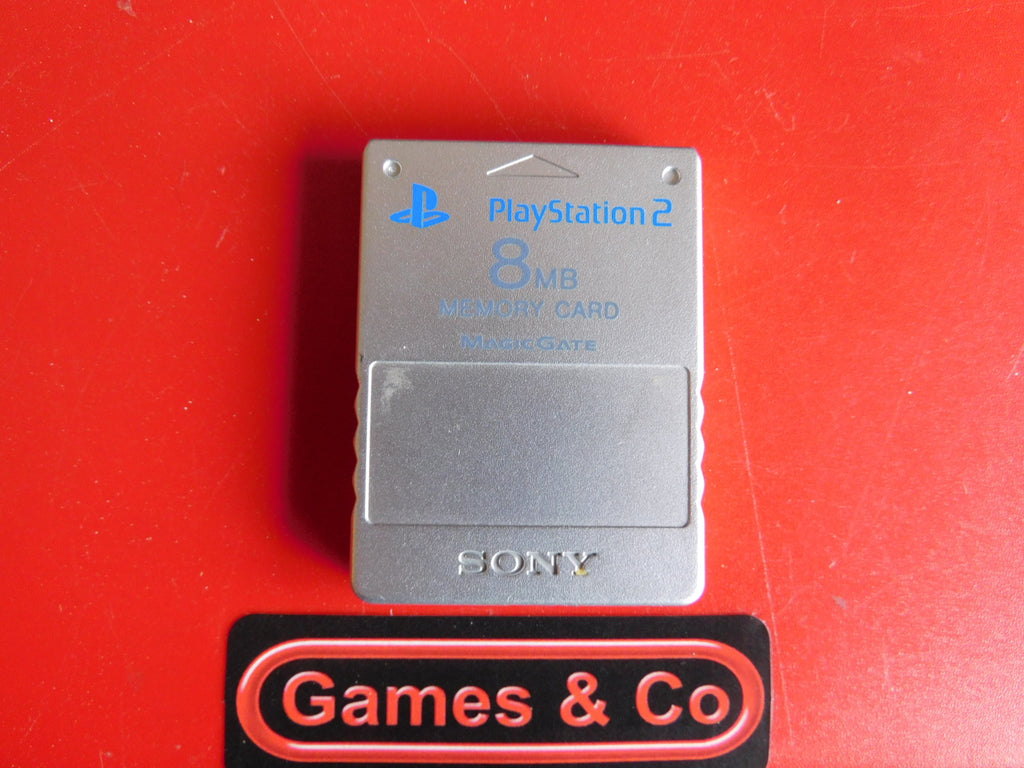 PlayStation 2
8MB
MEMORY CARD
MAGICGATE
SONY
Games & Co